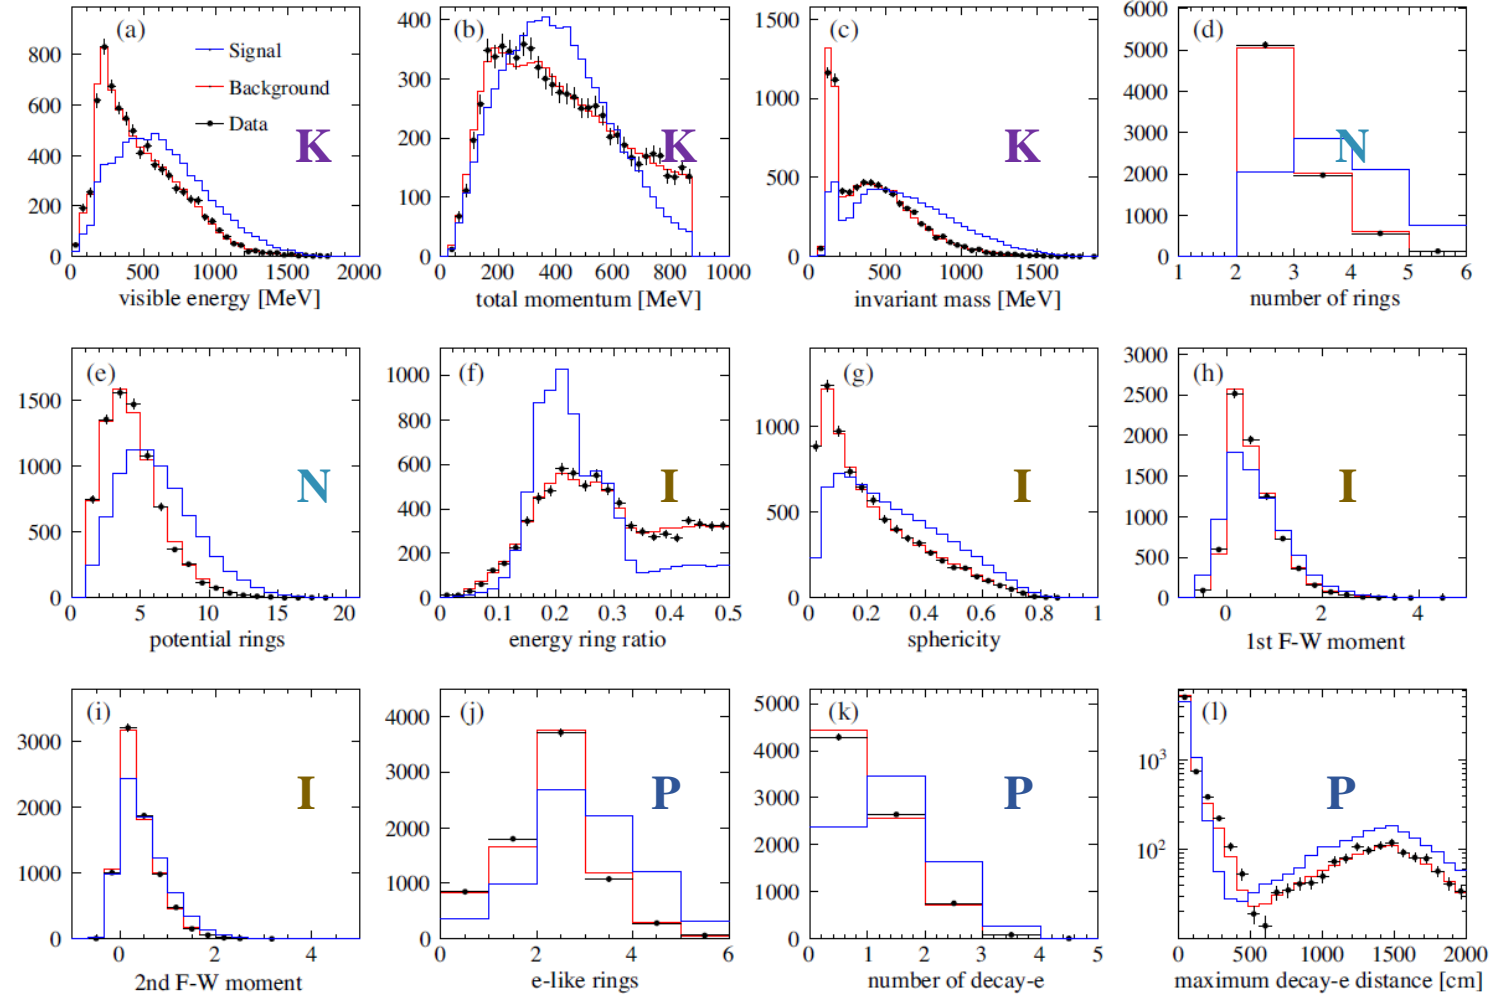 (a)
Signal
Background
Data
K
800
600
400
200
0
0 500 1000 1500 2000
visible energy [MeV]
(b)
K
400
300
200
100
0
0 200 400 600 800 1000
total momentum [MeV]
(c)
K
1500
1000
500
0
0 500 1000 1500
invariant mass [MeV]
(d)
N
6000
5000
4000
3000
2000
1000
0
1 2 3 4 5 6
number of rings
(e)
N
1500
1000
500
0
0 5 10 15 20
potential rings
(f)
I
1000
800
600
400
200
0
0 0.1 0.2 0.3 0.4 0.5
energy ring ratio
(g)
I
1000
500
0
0 0.2 0.4 0.6 0.8 1
sphericity
(h)
I
3000
2500
2000
1500
1000
500
0
0 2 4
1st F-W moment
(i)
I
3000
2000
1000
0
0 2 4
2nd F-W moment
(j)
P
4000
3000
2000
1000
0
0 2 4 6
e-like rings
(k)
P
5000
4000
3000
2000
1000
0
0 1 2 3 4 5
number of decay-e
(l)
P
10³
10²
0 500 1000 1500 2000
maximum decay-e distance [cm]